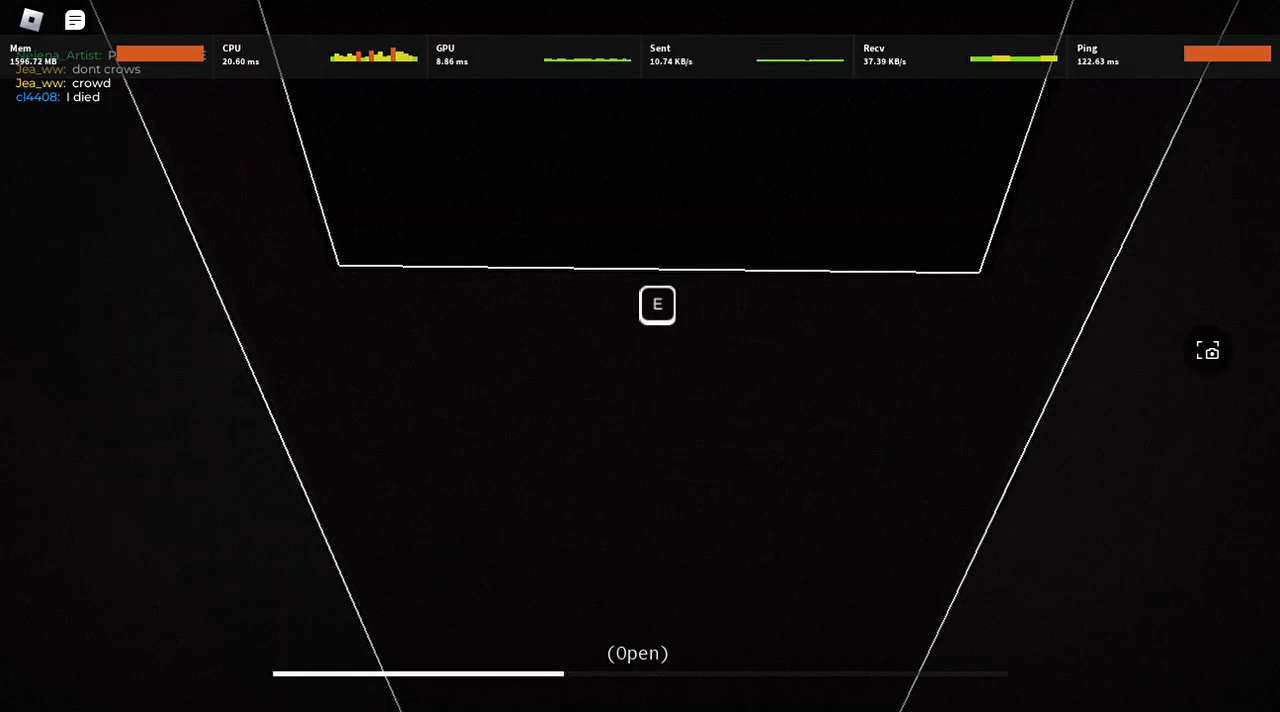 Mem
1596.72 MB
CPU
20.60 ms
GPU
8.86 ms
Sent
10.74 KB/s
Recv
37.39 KB/s
Ping
122.63 ms
Nejena_Artist:
Jea_ww: dont crows
Jea_ww: crowd
cl4408: I died
E
(Open)